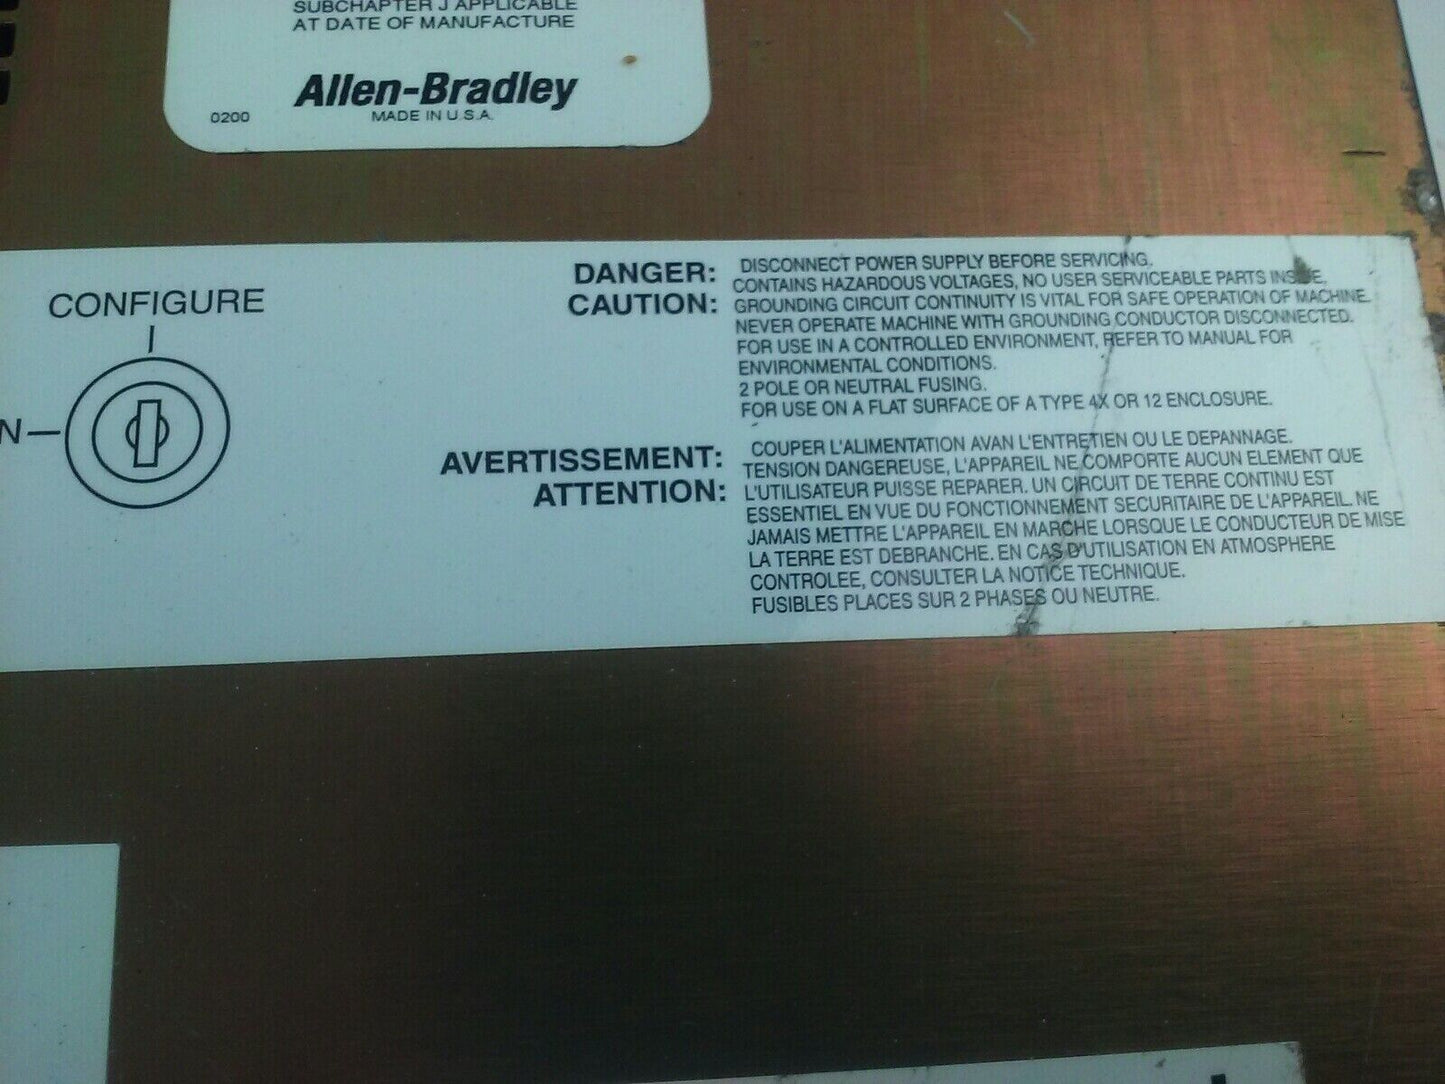 SUBCHAPTER J APPLICABLE
AT DATE OF MANUFACTURE
Allen-Bradley
MADE IN U.S.A.
0200
CONFIGURE
N
DANGER: DISCONNECT POWER SUPPLY BEFORE SERVICING.
CONTAINS HAZARDOUS VOLTAGES, NO USER SERVICEABLE PARTS INSIDE,
CAUTION: GROUNDING CIRCUIT CONTINUITY IS VITAL FOR SAFE OPERATION OF MACHINE.
NEVER OPERATE MACHINE WITH GROUNDING CONDUCTOR DISCONNECTED.
FOR USE IN A CONTROLLED ENVIRONMENT, REFER TO MANUAL FOR
ENVIRONMENTAL CONDITIONS.
2 POLE OR NEUTRAL FUSING.
FOR USE ON A FLAT SURFACE OF A TYPE 4X OR 12 ENCLOSURE.
AVERTISSEMENT: COUPER L'ALIMENTATION AVAN L'ENTRETIEN OU LE DEPANNAGE.
TENSION DANGEREUSE, L'APPAREIL NE COMPORTE AUCUN ELEMENT QUE
ATTENTION: L'UTILISATEUR PUISSE REPARER. UN CIRCUIT DE TERRE CONTINU EST
ESSENTIEL EN VUE DU FONCTIONNEMENT SECURITAIRE DE L'APPAREIL. NE
JAMAIS METTRE L'APPAREIL EN MARCHE LORSQUE LE CONDUCTEUR DE MISE
LA TERRE EST DEBRANCHE. EN CAS D'UTILISATION EN ATMOSPHERE
CONTROLEE, CONSULTER LA NOTICE TECHNIQUE.
FUSIBLES PLACES SUR 2 PHASES OU NEUTRE.